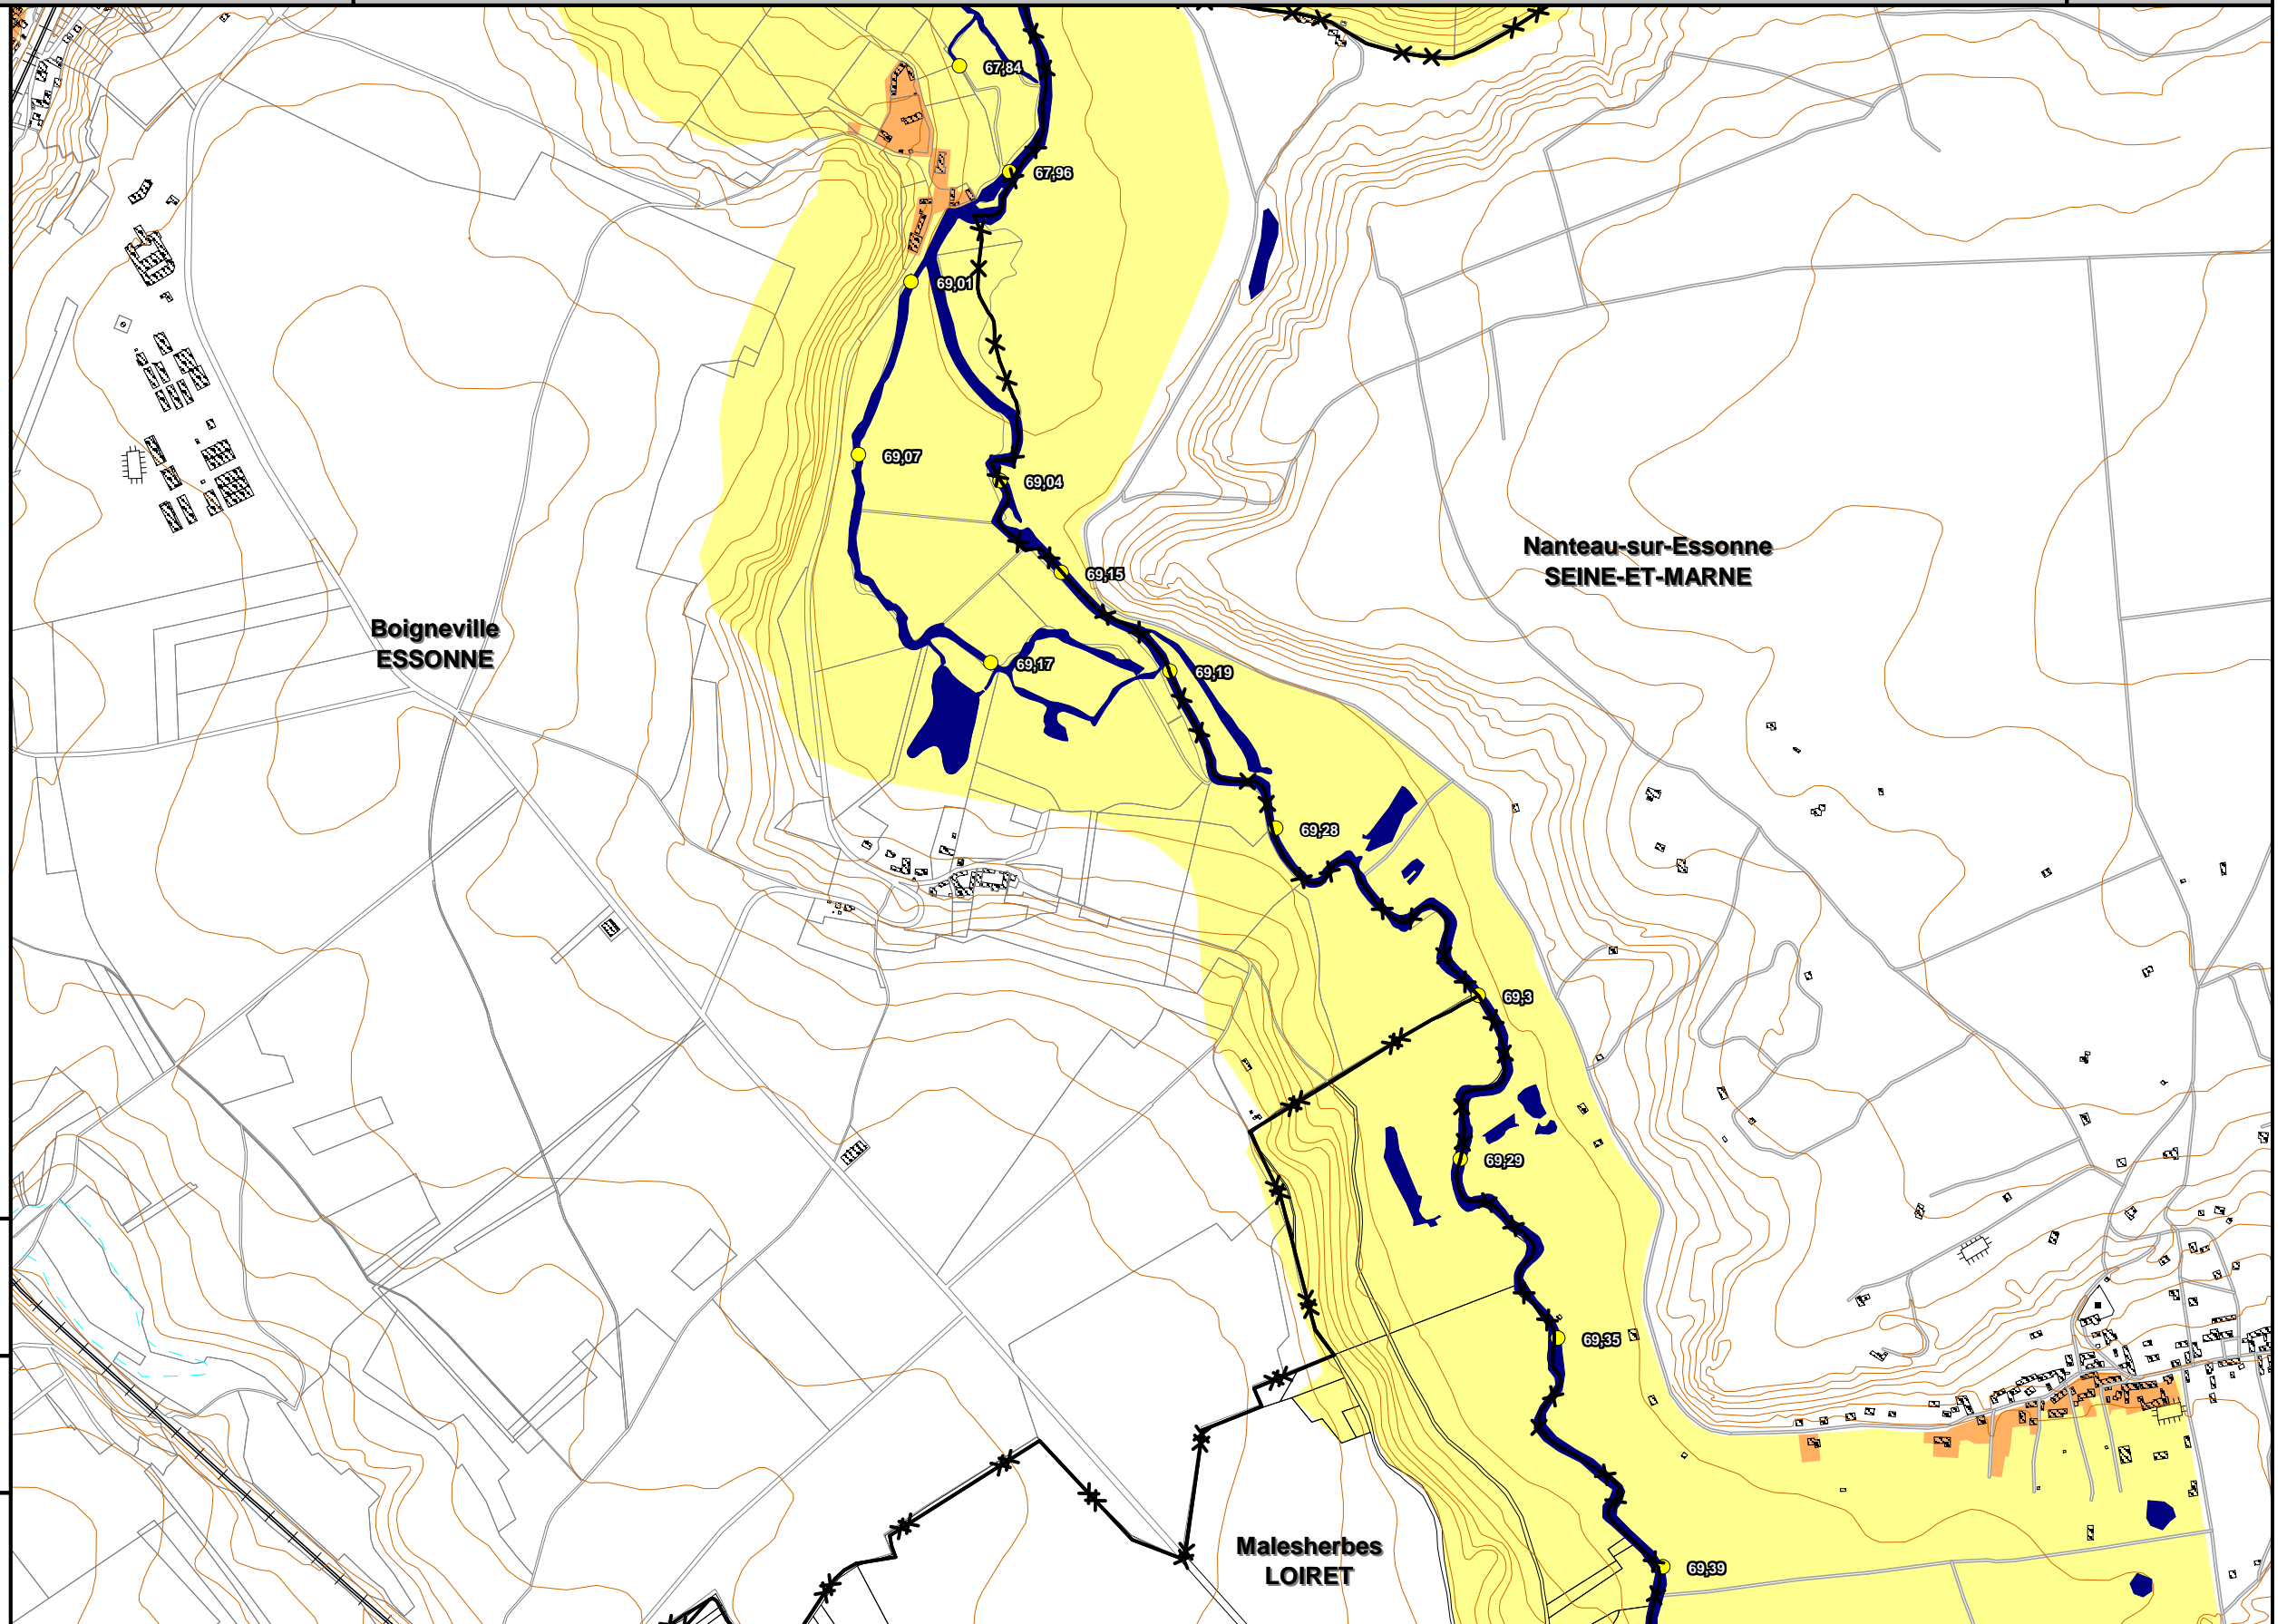 67,84
67,96
69,01
69,07
69,04
Nanteau-sur-Essonne
SEINE-ET-MARNE
69,15
Boigneville
ESSONNE
69,17
69,19
69,28
69,3
69,29
69,35
Malesherbes
LOIRET
69,39